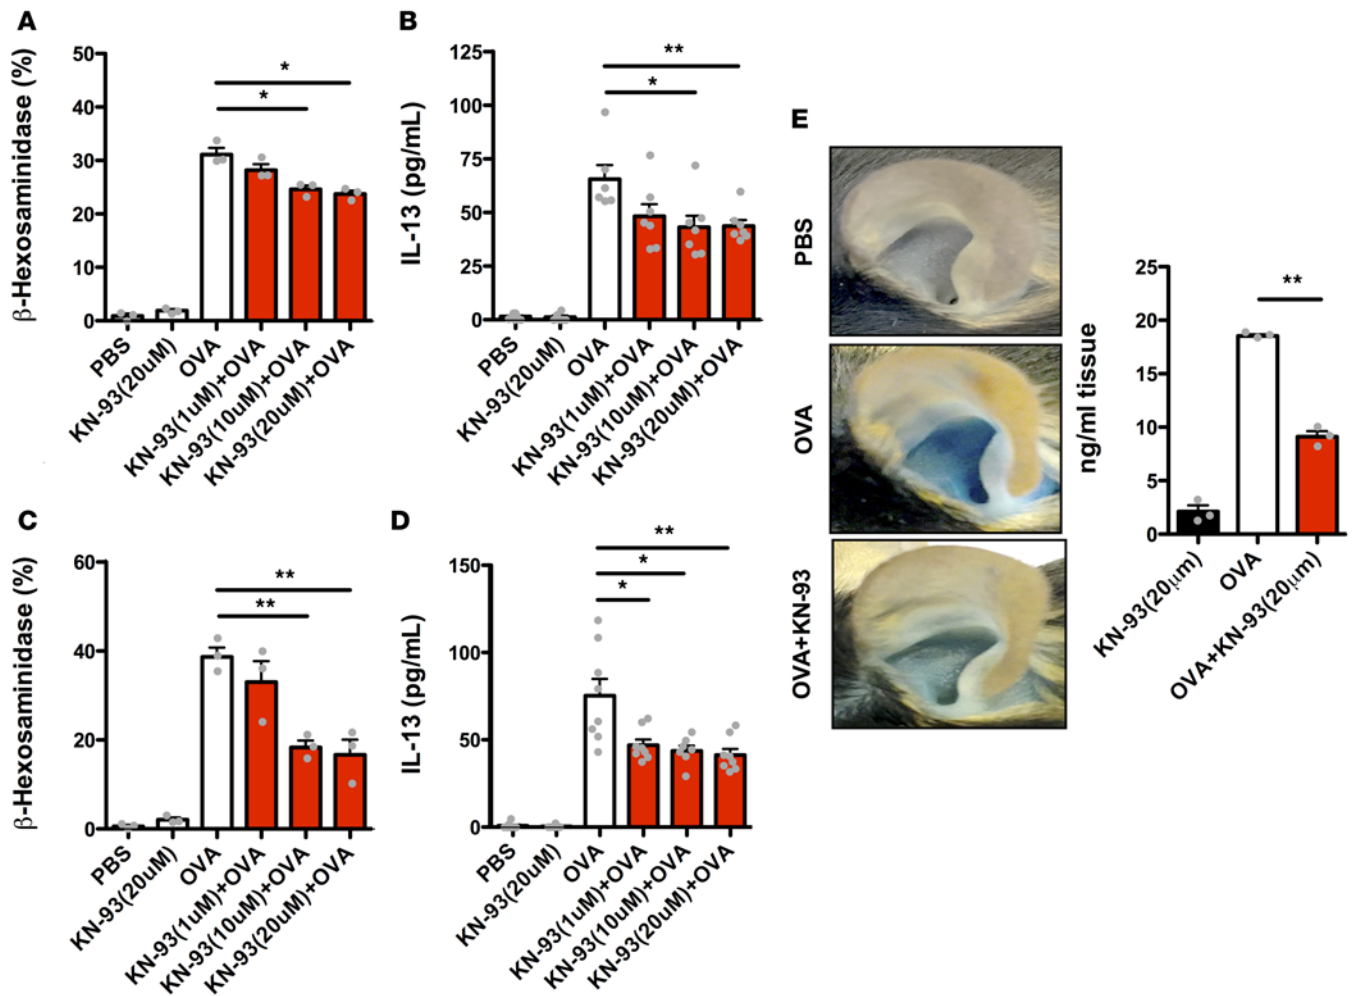 A
β-Hexosaminidase (%)
50
40
30
20
10
0
*
*
PBS
KN-93(20uM)
OVA
KN-93(1uM)+OVA
KN-93(10uM)+OVA
KN-93(20uM)+OVA
B
IL-13 (pg/mL)
125
100
75
50
25
0
**
*
PBS
KN-93(20uM)
OVA
KN-93(1uM)+OVA
KN-93(10uM)+OVA
KN-93(20uM)+OVA
C
β-Hexosaminidase (%)
60
40
20
0
**
**
PBS
KN-93(20uM)
OVA
KN-93(1uM)+OVA
KN-93(10uM)+OVA
KN-93(20uM)+OVA
D
IL-13 (pg/mL)
150
100
50
0
**
*
*
PBS
KN-93(20uM)
OVA
KN-93(1uM)+OVA
KN-93(10uM)+OVA
KN-93(20uM)+OVA
E
PBS
OVA
OVA+KN-93
ng/ml tissue
25
20
15
10
5
0
**
KN-93(20μm)
OVA
OVA+KN-93(20μm)